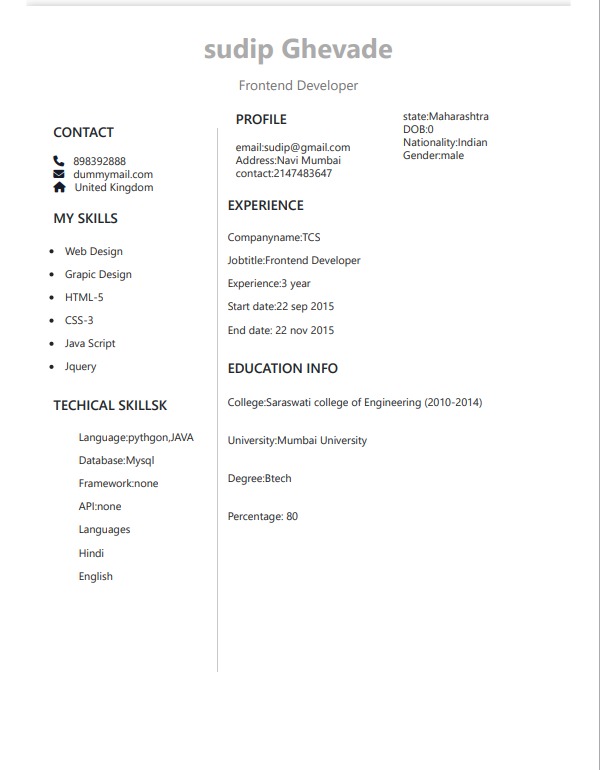 sudip Ghevade
Frontend Developer
CONTACT
898392888
dummymail.com
United Kingdom
MY SKILLS
Web Design
Grapic Design
HTML-5
CSS-3
Java Script
Jquery
TECHICAL SKILLSK
Language:pythgon,JAVA
Database:Mysql
Framework:none
API:none
Languages
Hindi
English
PROFILE
email:sudip@gmail.com
Address:Navi Mumbai
contact:2147483647
state:Maharashtra
DOB:0
Nationality:Indian
Gender:male
EXPERIENCE
Companyname:TCS
Jobtitle:Frontend Developer
Experience:3 year
Start date:22 sep 2015
End date: 22 nov 2015
EDUCATION INFO
College:Saraswati college of Engineering (2010-2014)
University:Mumbai University
Degree:Btech
Percentage: 80